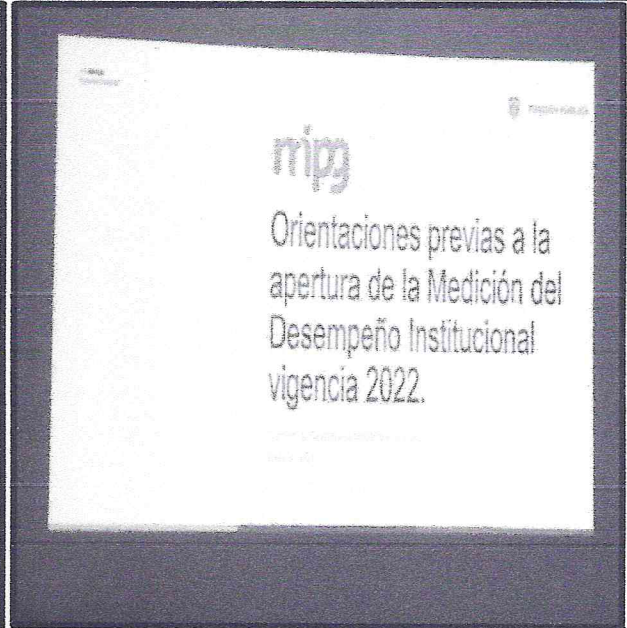 mipg
Orientaciones previas a la
apertura de la Medición del
Desempeño Institucional
vigencia 2022.